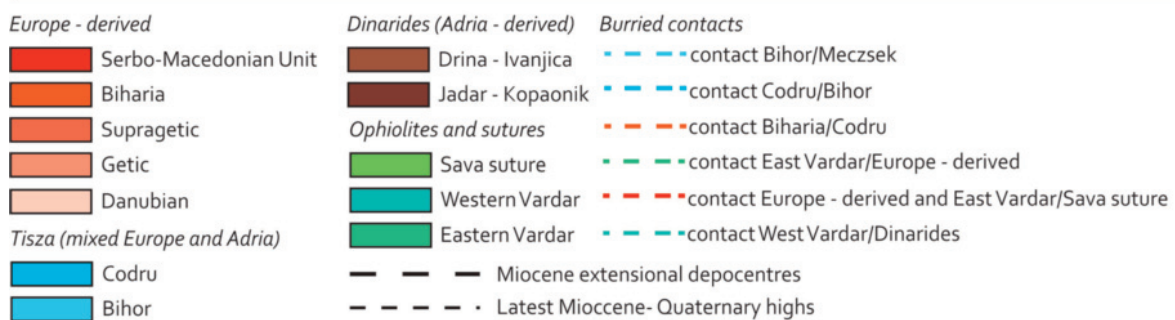 Europe - derived
Serbo-Macedonian Unit
Biharia
Supragetic
Getic
Danubian
Tisza (mixed Europe and Adria)
Codru
Bihor
Dinarides (Adria - derived)
Drina - Ivanjica
Jadar - Kopaonik
Ophiolites and sutures
Sava suture
Western Vardar
Eastern Vardar
Miocene extensional depocentres
Latest Mioccene- Quaternary highs
Burried contacts
contact Bihor/Meczsek
contact Codru/Bihor
contact Biharia/Codru
contact East Vardar/Europe - derived
contact Europe - derived and East Vardar/Sava suture
contact West Vardar/Dinarides